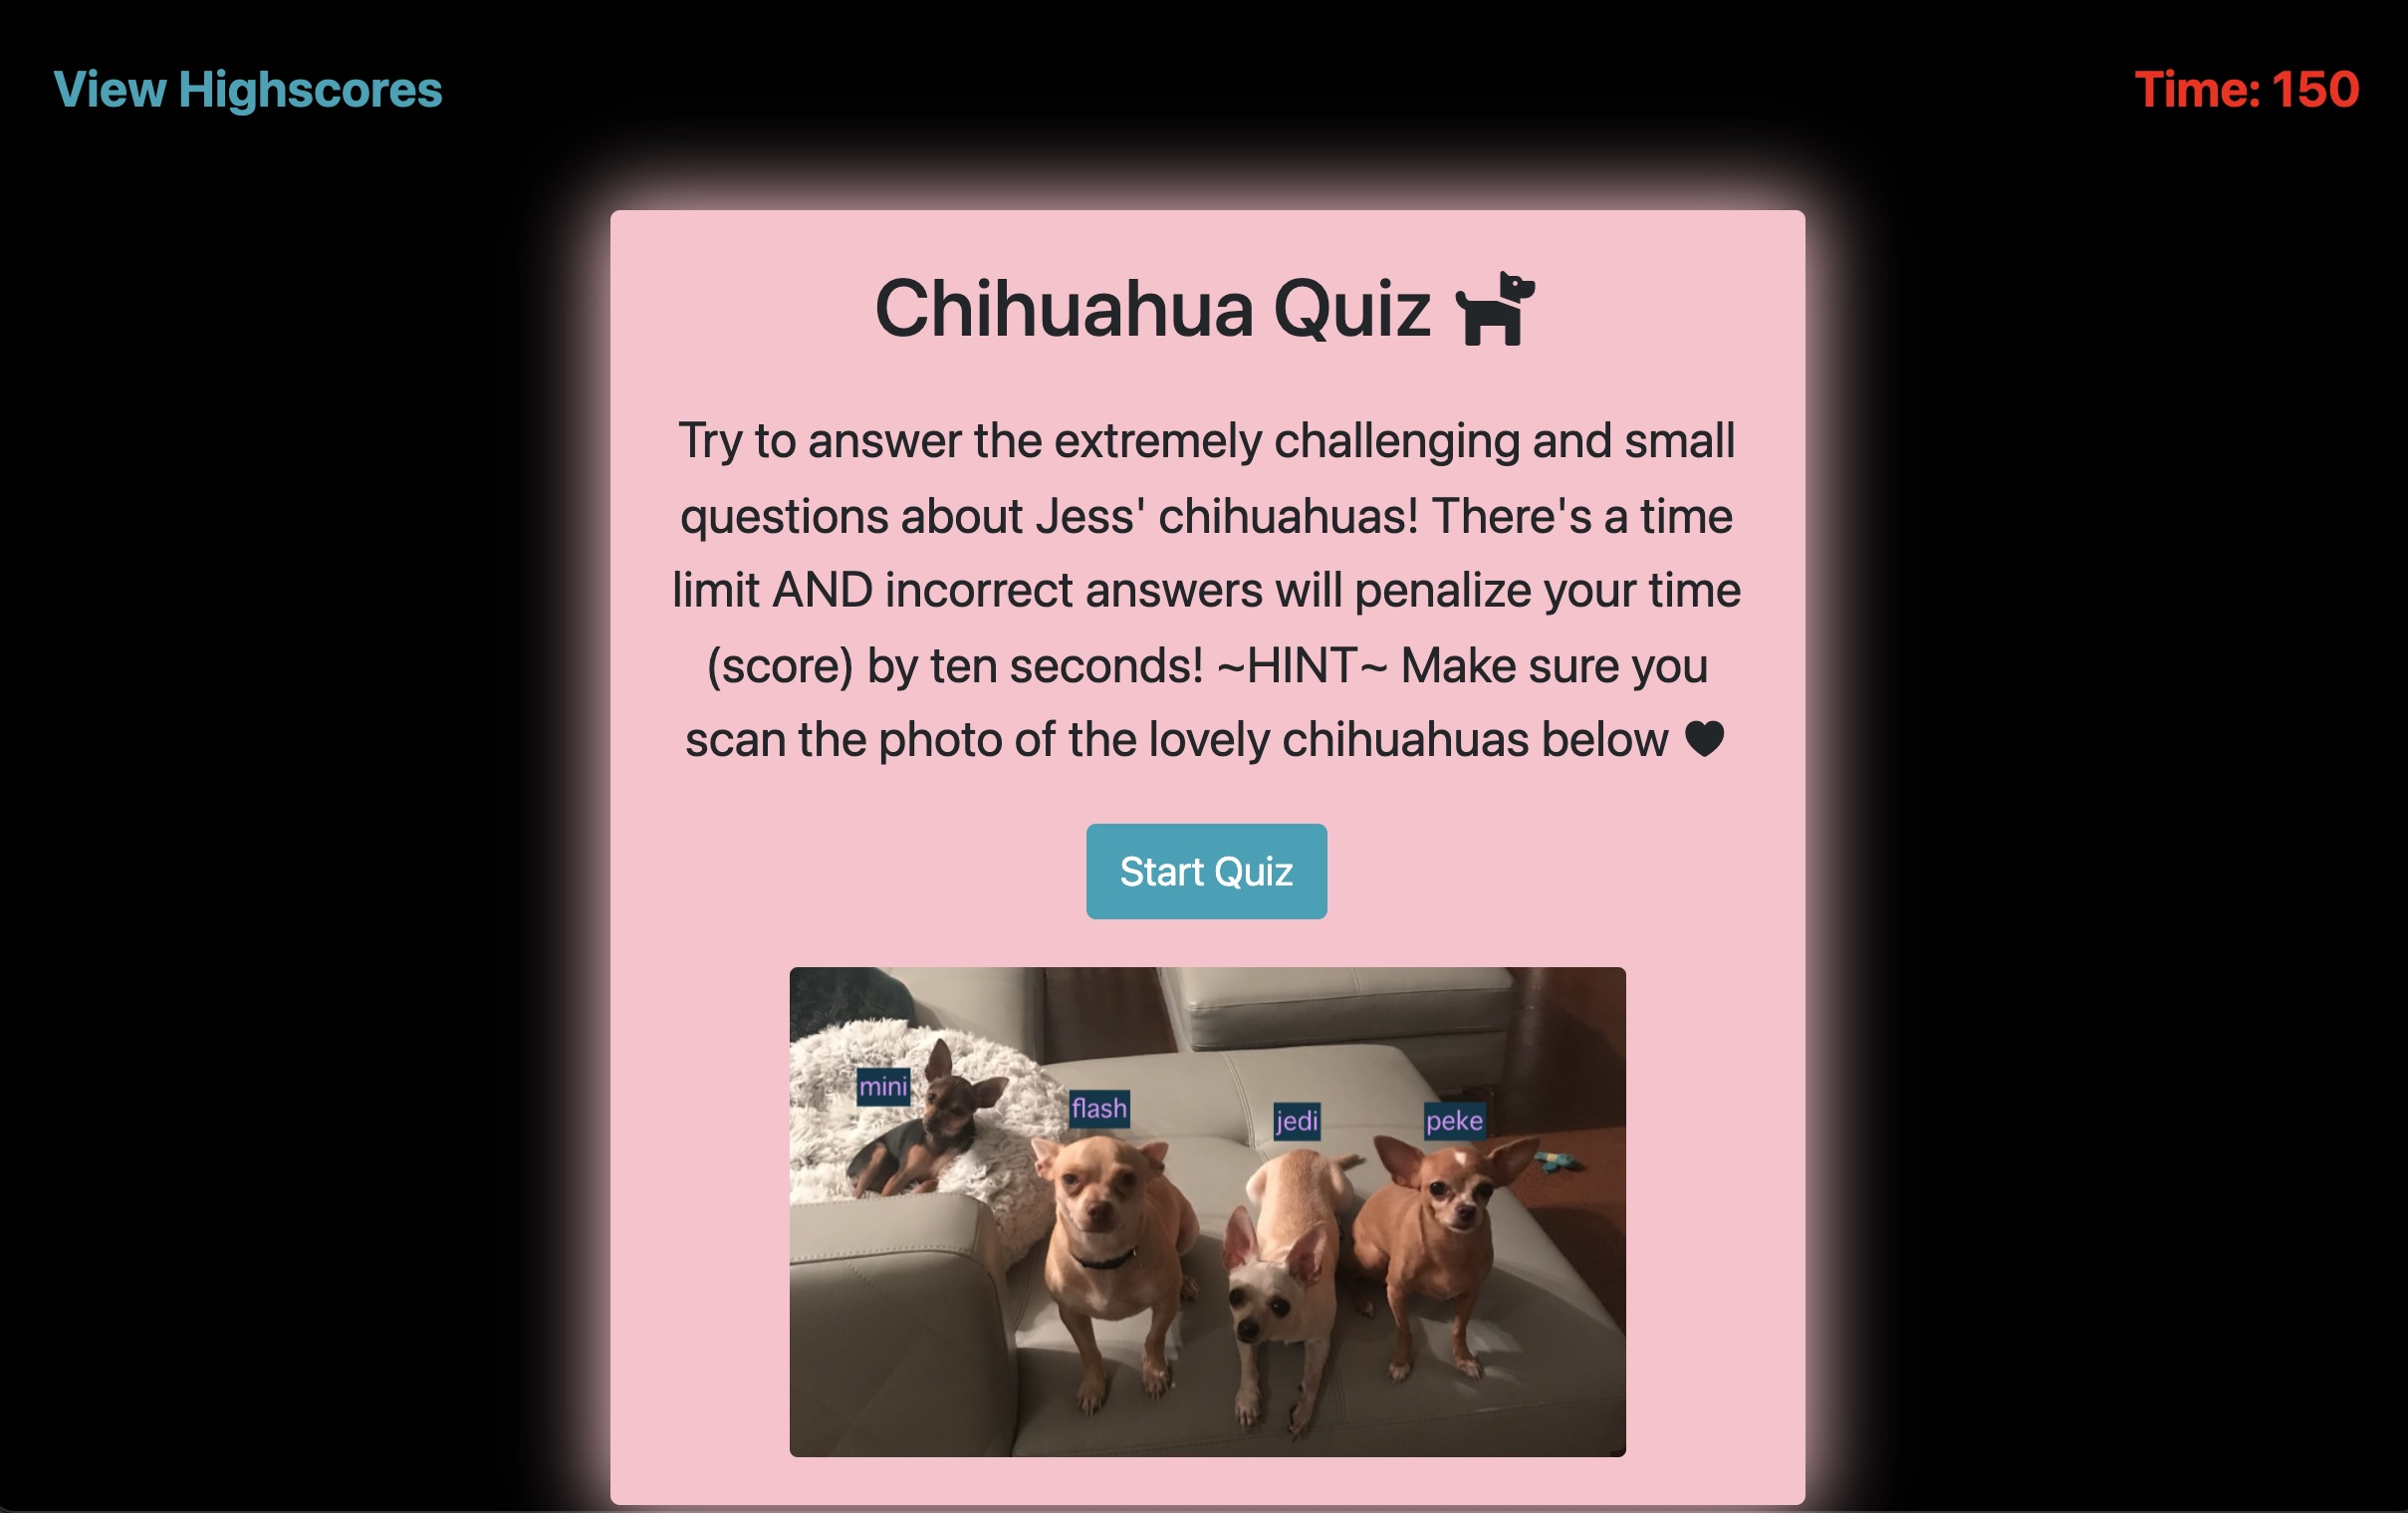 View Highscores
Time: 150
Chihuahua Quiz
Try to answer the extremely challenging and small
questions about Jess' chihuahuas! There's a time
limit AND incorrect answers will penalize your time
(score) by ten seconds! ~HINT~ Make sure you
scan the photo of the lovely chihuahuas below
Start Quiz
mini
flash
jedi
peke